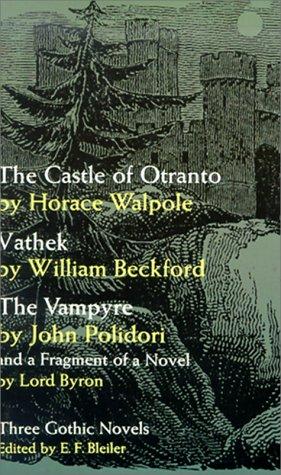 The Castle of Otranto
by Horace Walpole
Vathek
by William Beckford
The Vampyre
by John Polidori
and a Fragment of a Novel
by Lord Byron
Three Gothic Novels
Edited by E. F. Bleiler